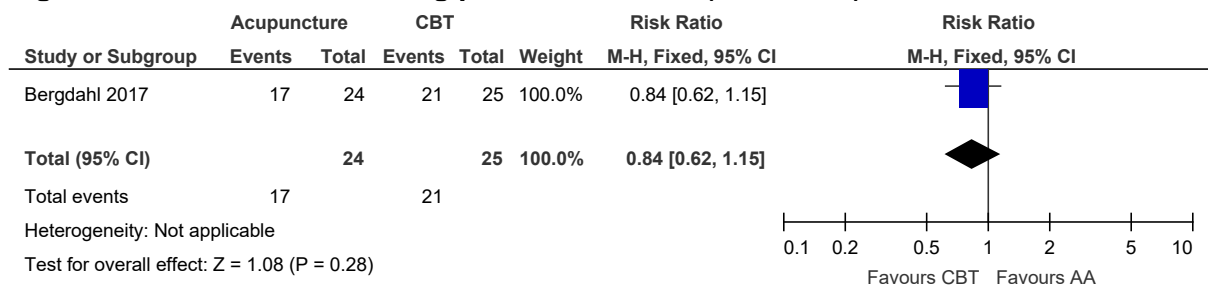 Acupuncture CBT Risk Ratio Risk Ratio
Study or Subgroup Events Total Events Total Weight M-H, Fixed, 95% CI M-H, Fixed, 95% CI
Bergdahl 2017 17 24 21 25 100.0% 0.84 [0.62, 1.15]
Total (95% CI) 24 25 100.0% 0.84 [0.62, 1.15]
Total events 17 21
Heterogeneity: Not applicable
Test for overall effect: Z = 1.08 (P = 0.28)
0.1 0.2 0.5 1 2 5 10
Favours CBT Favours AA